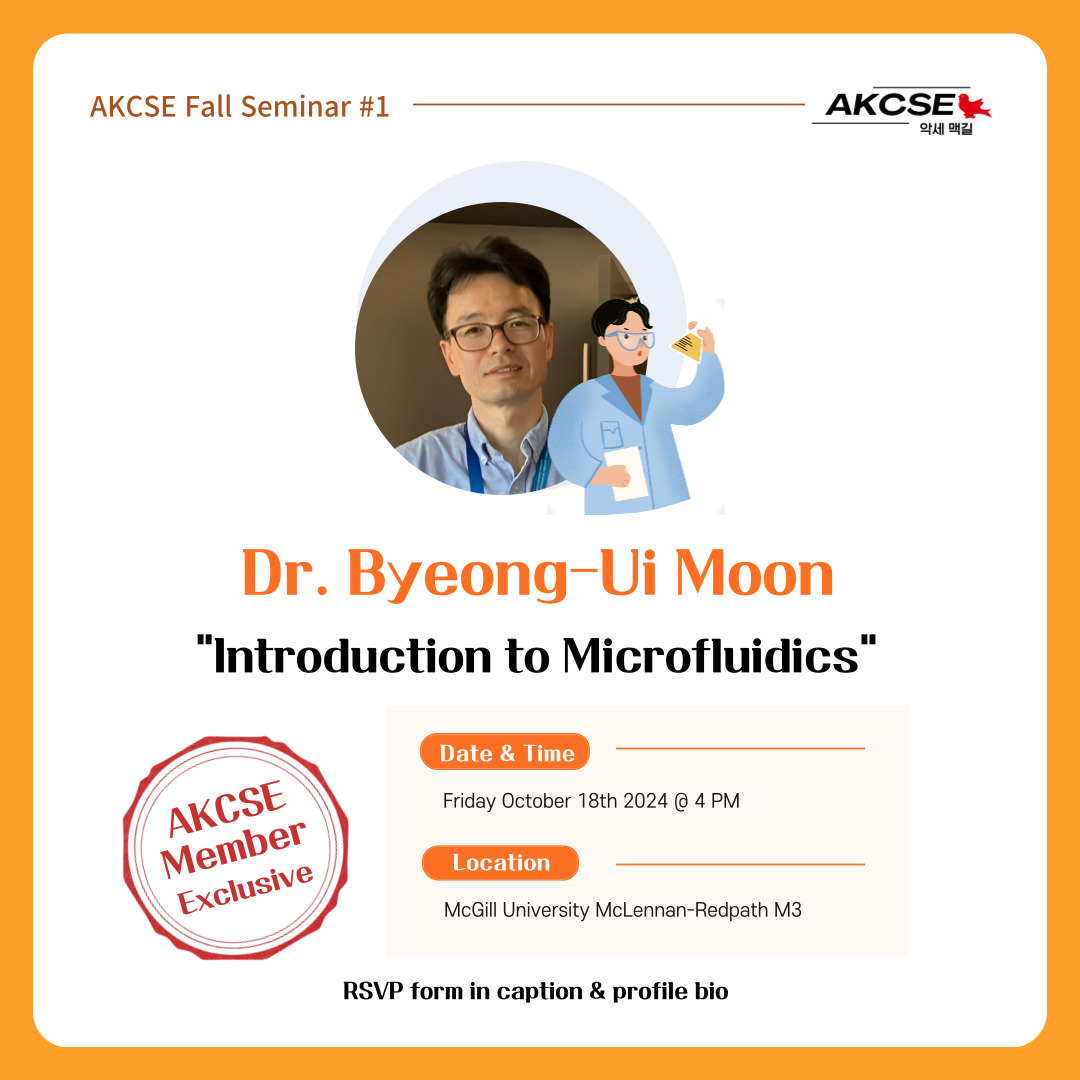 AKCSE Fall Seminar #1
AKCSE
악세 맥길
Dr. Byeong-Ui Moon
"Introduction to Microfluidics"
AKCSE
Member
Exclusive
Date & Time
Friday October 18th 2024 @ 4 PM
Location
McGill University McLennan-Redpath M3
RSVP form in caption & profile bio